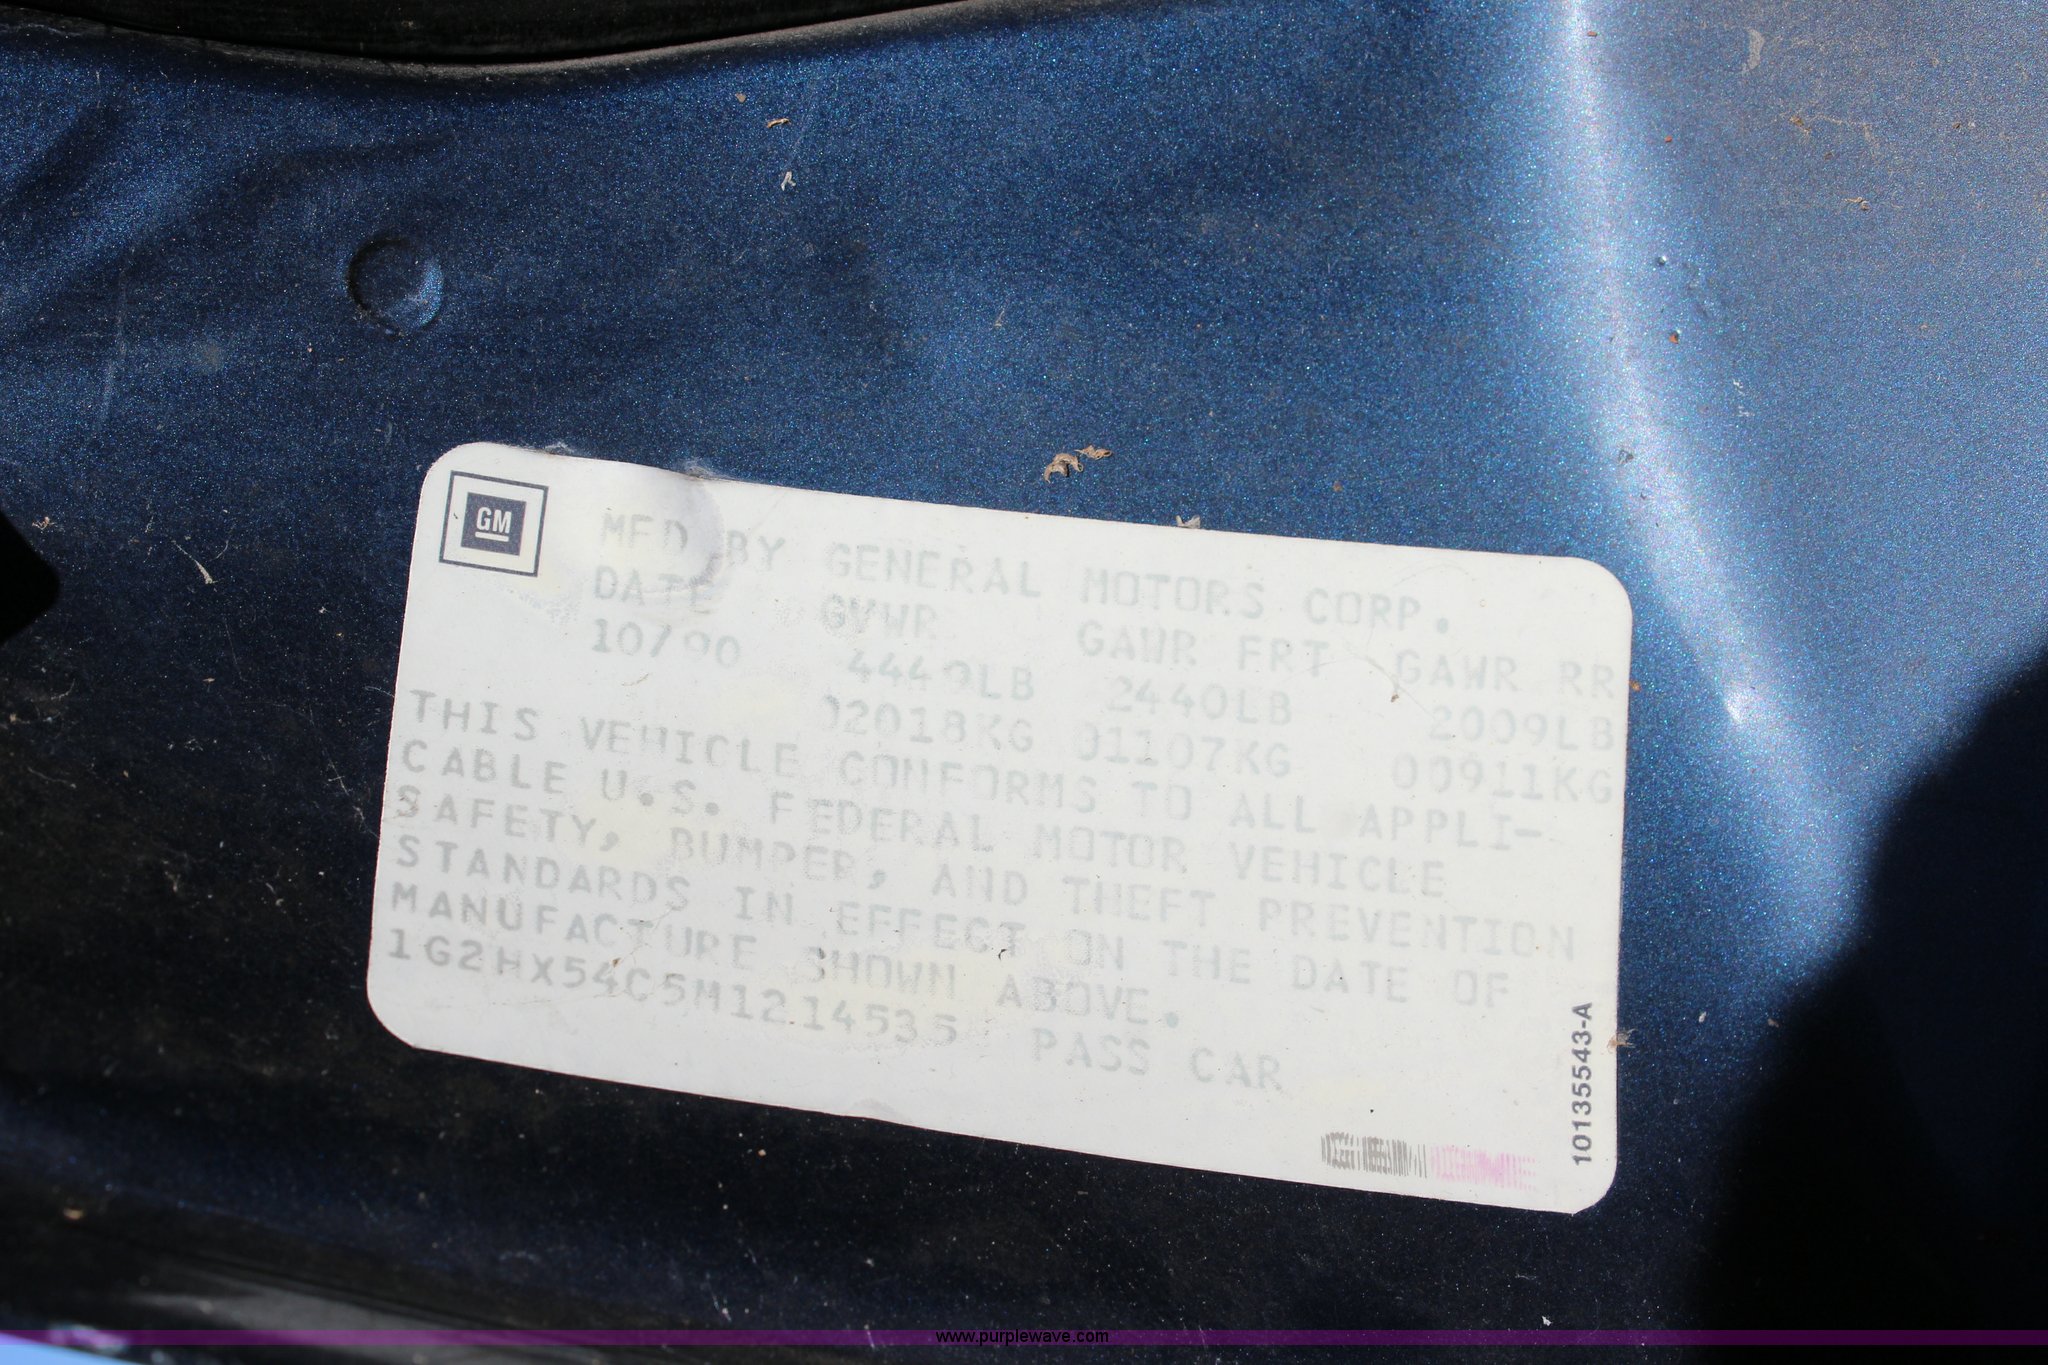 GM
MFD BY GENERAL MOTORS CORP.
DATE GVWR GAWR FRT GAWR RR
10/90 4449LB 2440LB 2009LB
02018KG 01107KG 00911KG
THIS VEHICLE CONFORMS TO ALL APPLI-
CABLE U.S. FEDERAL MOTOR VEHICLE
SAFETY, BUMPER, AND THEFT PREVENTION
STANDARDS IN EFFECT ON THE DATE OF
MANUFACTURE SHOWN ABOVE.
1G2HX54C5M1214535 PASS CAR
10135543-A
www.purplewave.com